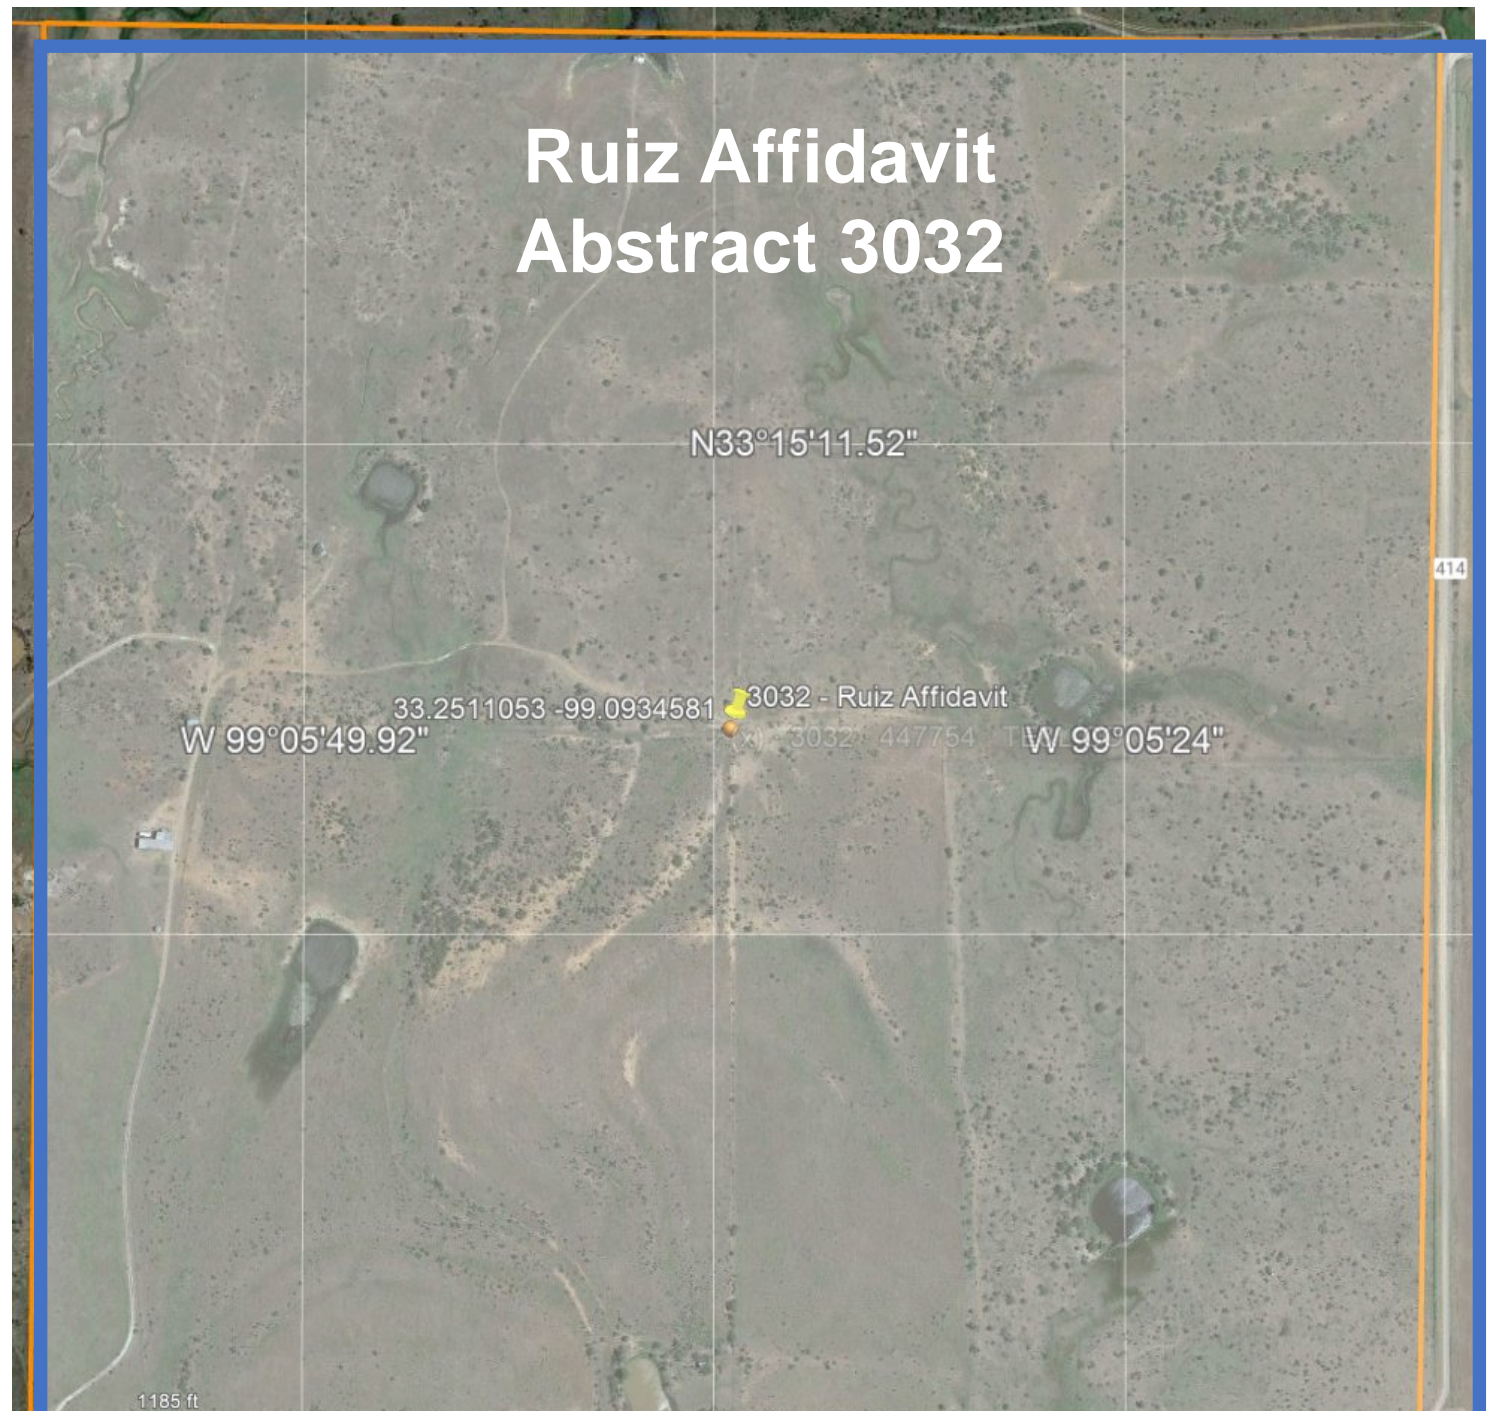 Ruiz Affidavit
Abstract 3032
N33°15'11.52"
414
33.2511053 -99.0934581
3032 - Ruiz Affidavit
W 99°05'49.92"
3032 447754
W 99°05'24"
1185 ft